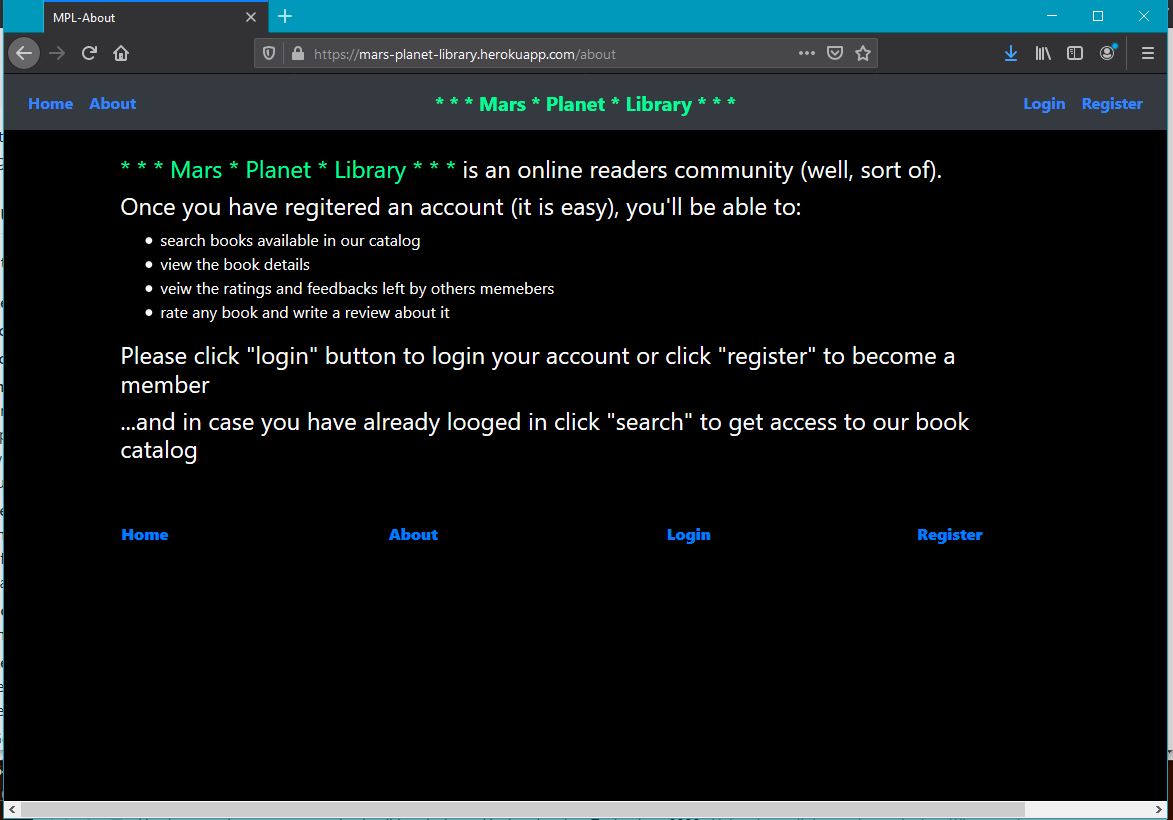 MPL-About
https://mars-planet-library.herokuapp.com/about
Home About * * * Mars * Planet * Library * * * Login Register
* * * Mars * Planet * Library * * * is an online readers community (well, sort of).
Once you have regitered an account (it is easy), you'll be able to:
search books available in our catalog
view the book details
veiw the ratings and feedbacks left by others memebers
rate any book and write a review about it
Please click "login" button to login your account or click "register" to become a
member
...and in case you have already looged in click "search" to get access to our book
catalog
Home About Login Register